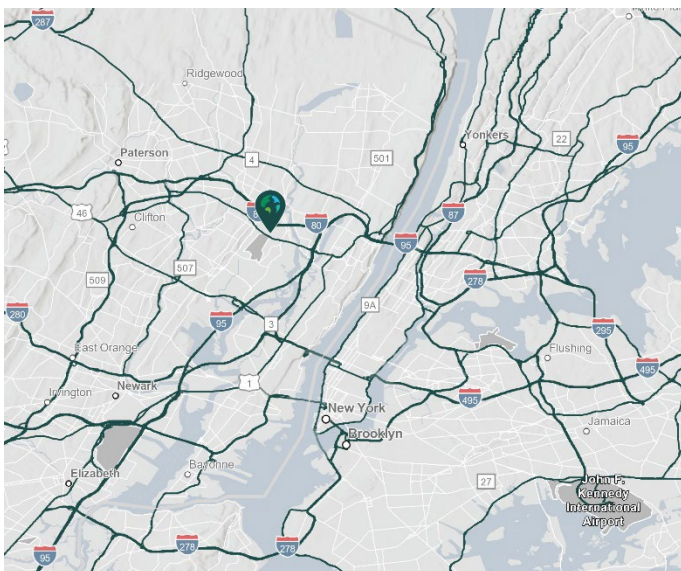 287
Ridgewood
Yonkers
22
95
Paterson
4
501
46
Clifton
80
87
95
507
509
278
9A
280
95
3
295
East Orange
Flushing
495
Irvington
Newark
1
495
New York
Jamaica
Brooklyn
Elizabeth
Bayonne
27
John F.
Kennedy
International
Airport
95
278
278